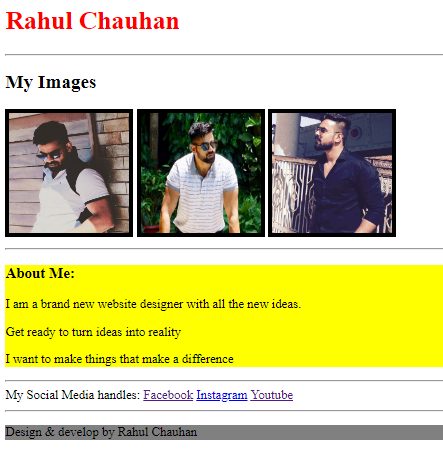 Rahul Chauhan
My Images
About Me:
I am a brand new website designer with all the new ideas.
Get ready to turn ideas into reality
I want to make things that make a difference
My Social Media handles: Facebook Instagram Youtube
Design & develop by Rahul Chauhan